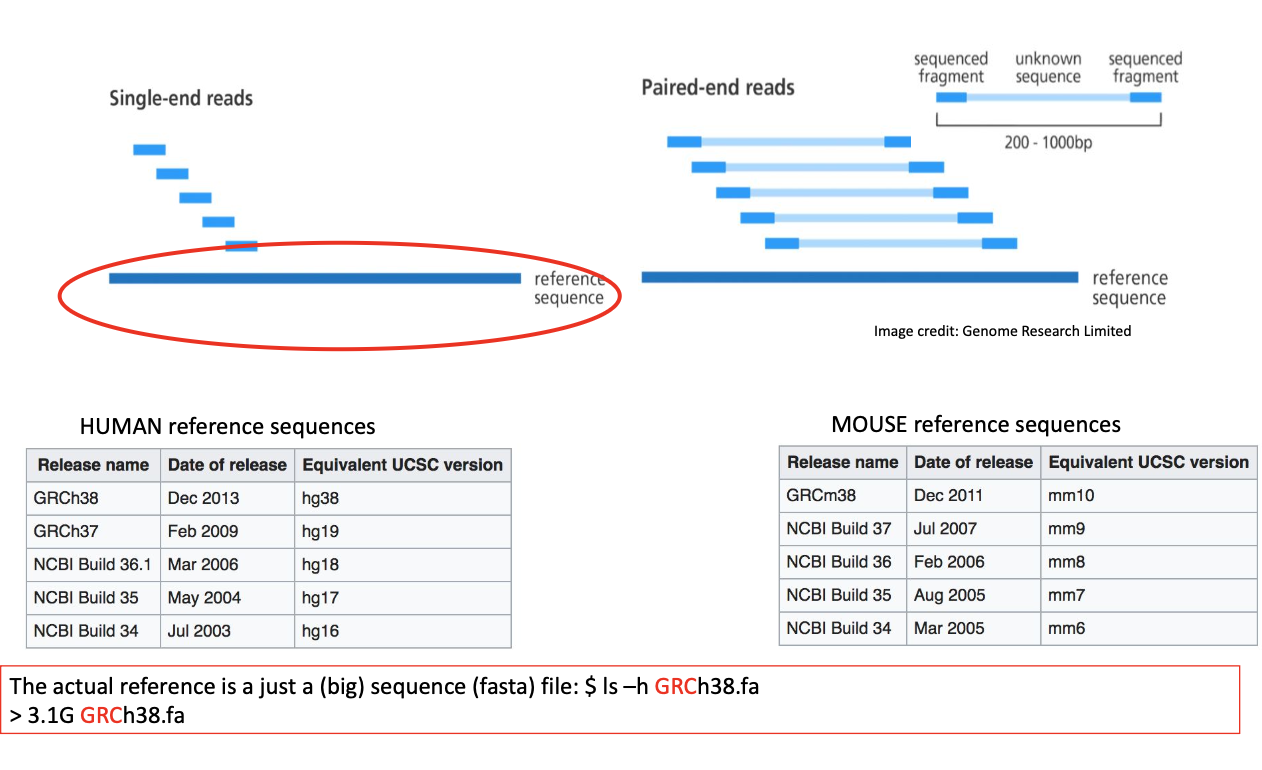 Single-end reads
reference
sequence
Paired-end reads
sequenced unknown sequenced
fragment sequence fragment
200 - 1000bp
reference
sequence
Image credit: Genome Research Limited
HUMAN reference sequences
Release name Date of release Equivalent UCSC version
GRCh38 Dec 2013 hg38
GRCh37 Feb 2009 hg19
NCBI Build 36.1 Mar 2006 hg18
NCBI Build 35 May 2004 hg17
NCBI Build 34 Jul 2003 hg16
MOUSE reference sequences
Release name Date of release Equivalent UCSC version
GRCm38 Dec 2011 mm10
NCBI Build 37 Jul 2007 mm9
NCBI Build 36 Feb 2006 mm8
NCBI Build 35 Aug 2005 mm7
NCBI Build 34 Mar 2005 mm6
The actual reference is a just a (big) sequence (fasta) file: $ ls –h GRCh38.fa
> 3.1G GRCh38.fa